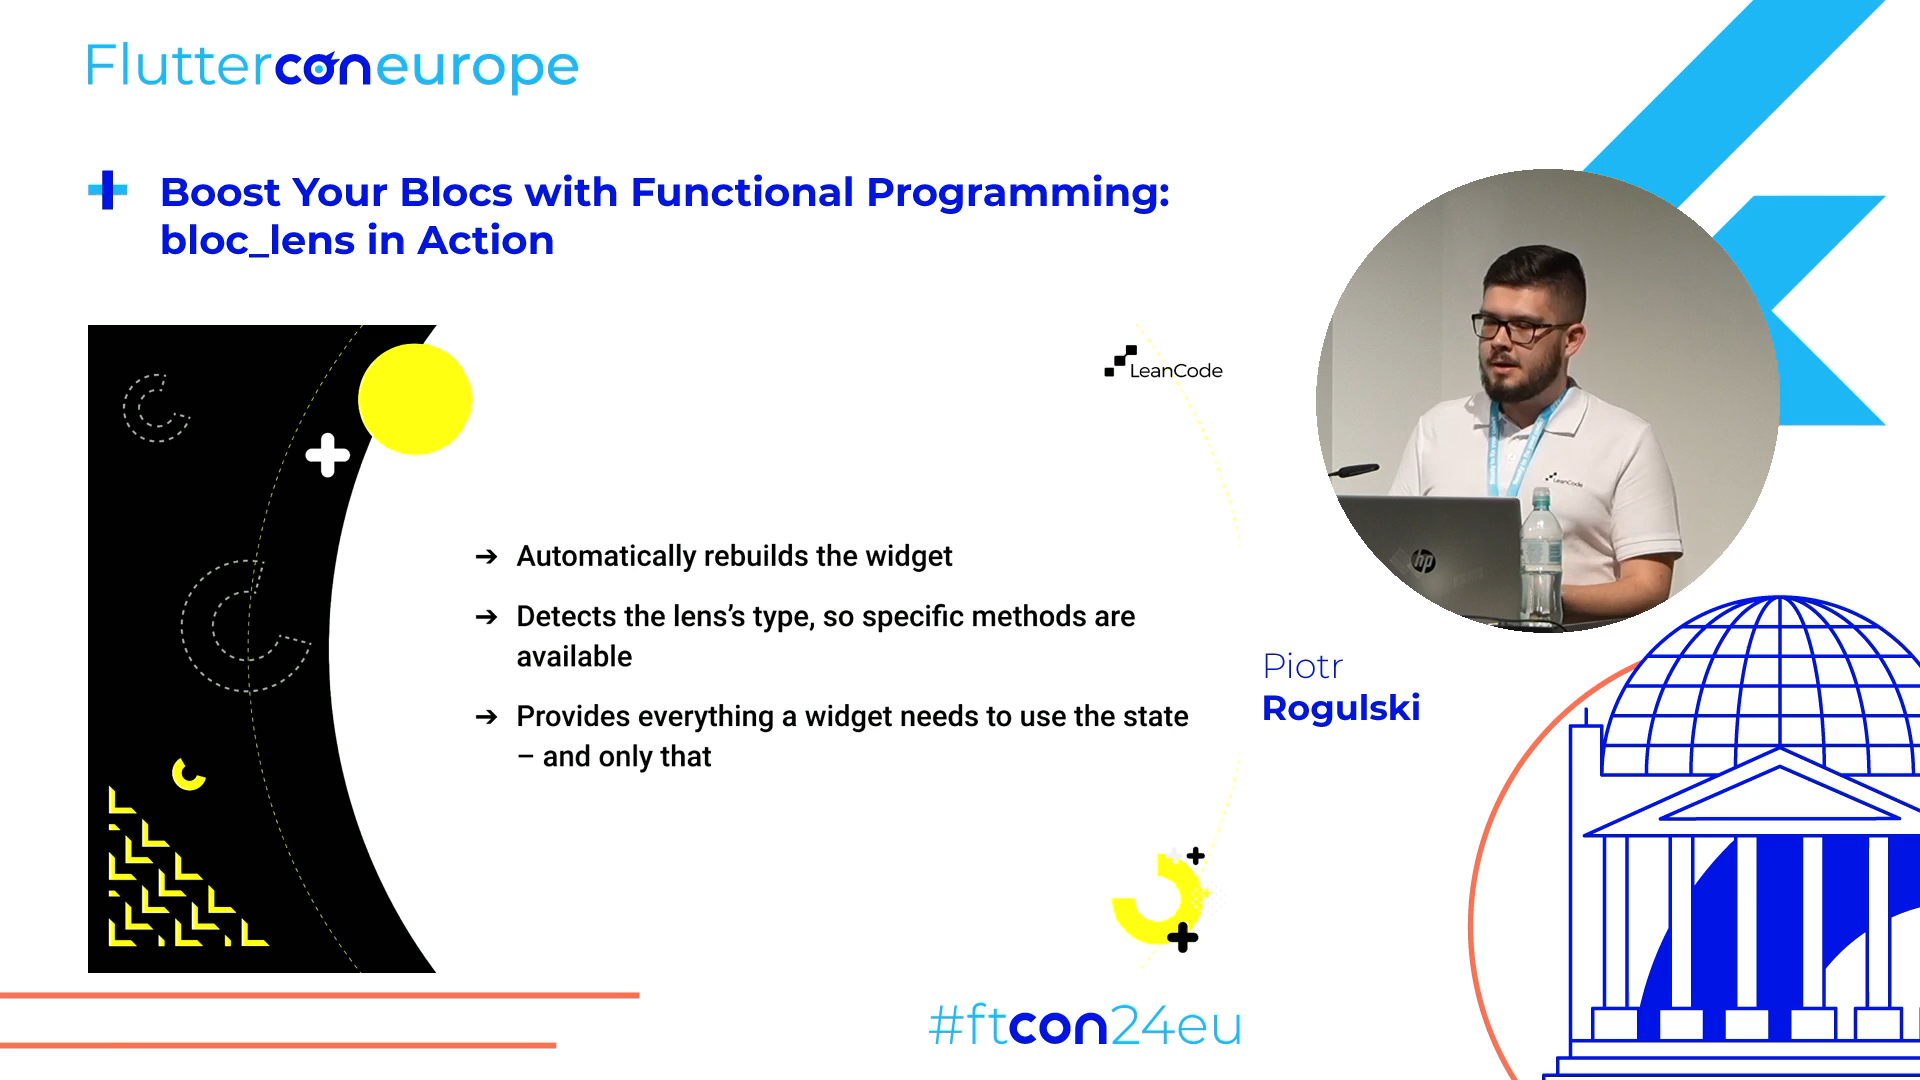 Flutterconeurope
Boost Your Blocs with Functional Programming:
bloc_lens in Action
LeanCode
➔ Automatically rebuilds the widget
➔ Detects the lens’s type, so specific methods are
available
➔ Provides everything a widget needs to use the state
– and only that
LeanCode
hp
Piotr
Rogulski
#ftcon24eu